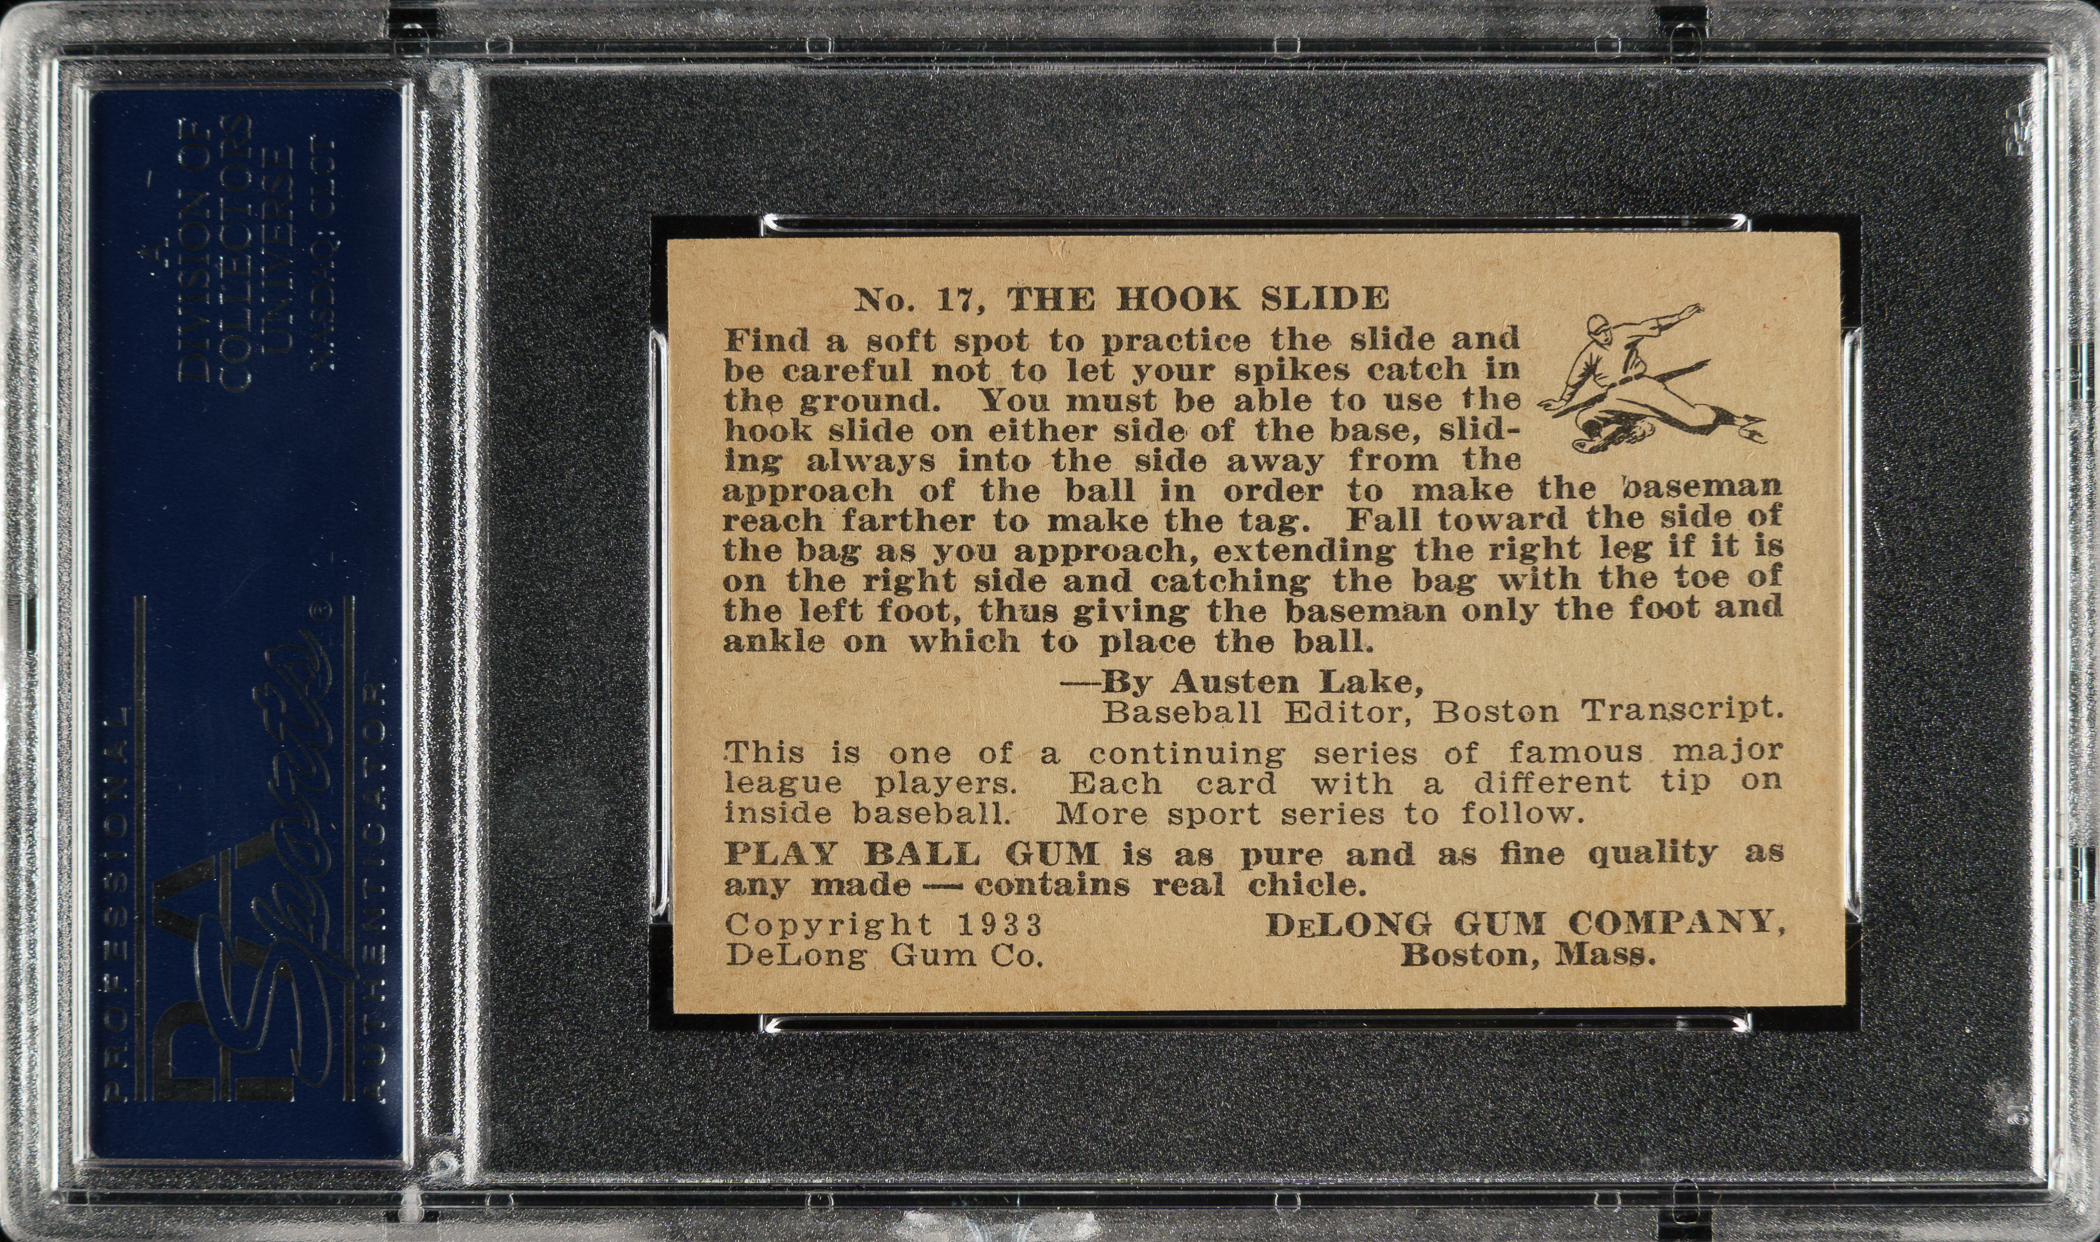 No. 17, THE HOOK SLIDE
Find a soft spot to practice the slide and
be careful not to let your spikes catch in
the ground. You must be able to use the
hook slide on either side of the base, slid-
ing always into the side away from the
approach of the ball in order to make the baseman
reach farther to make the tag. Fall toward the side of
the bag as you approach, extending the right leg if it is
on the right side and catching the bag with the toe of
the left foot, thus giving the baseman only the foot and
ankle on which to place the ball.
—By Austen Lake,
Baseball Editor, Boston Transcript.
This is one of a continuing series of famous major
league players. Each card with a different tip on
inside baseball. More sport series to follow.
PLAY BALL GUM is as pure and as fine quality as
any made — contains real chicle.
Copyright 1933
DeLong Gum Co.
DELONG GUM COMPANY,
Boston, Mass.
A
DIVISION OF
COLLECTORS
UNIVERSE
NASDAQ: CLCT
PROFESSIONAL
PSA
Sports ®
AUTHENTICATOR
PSA